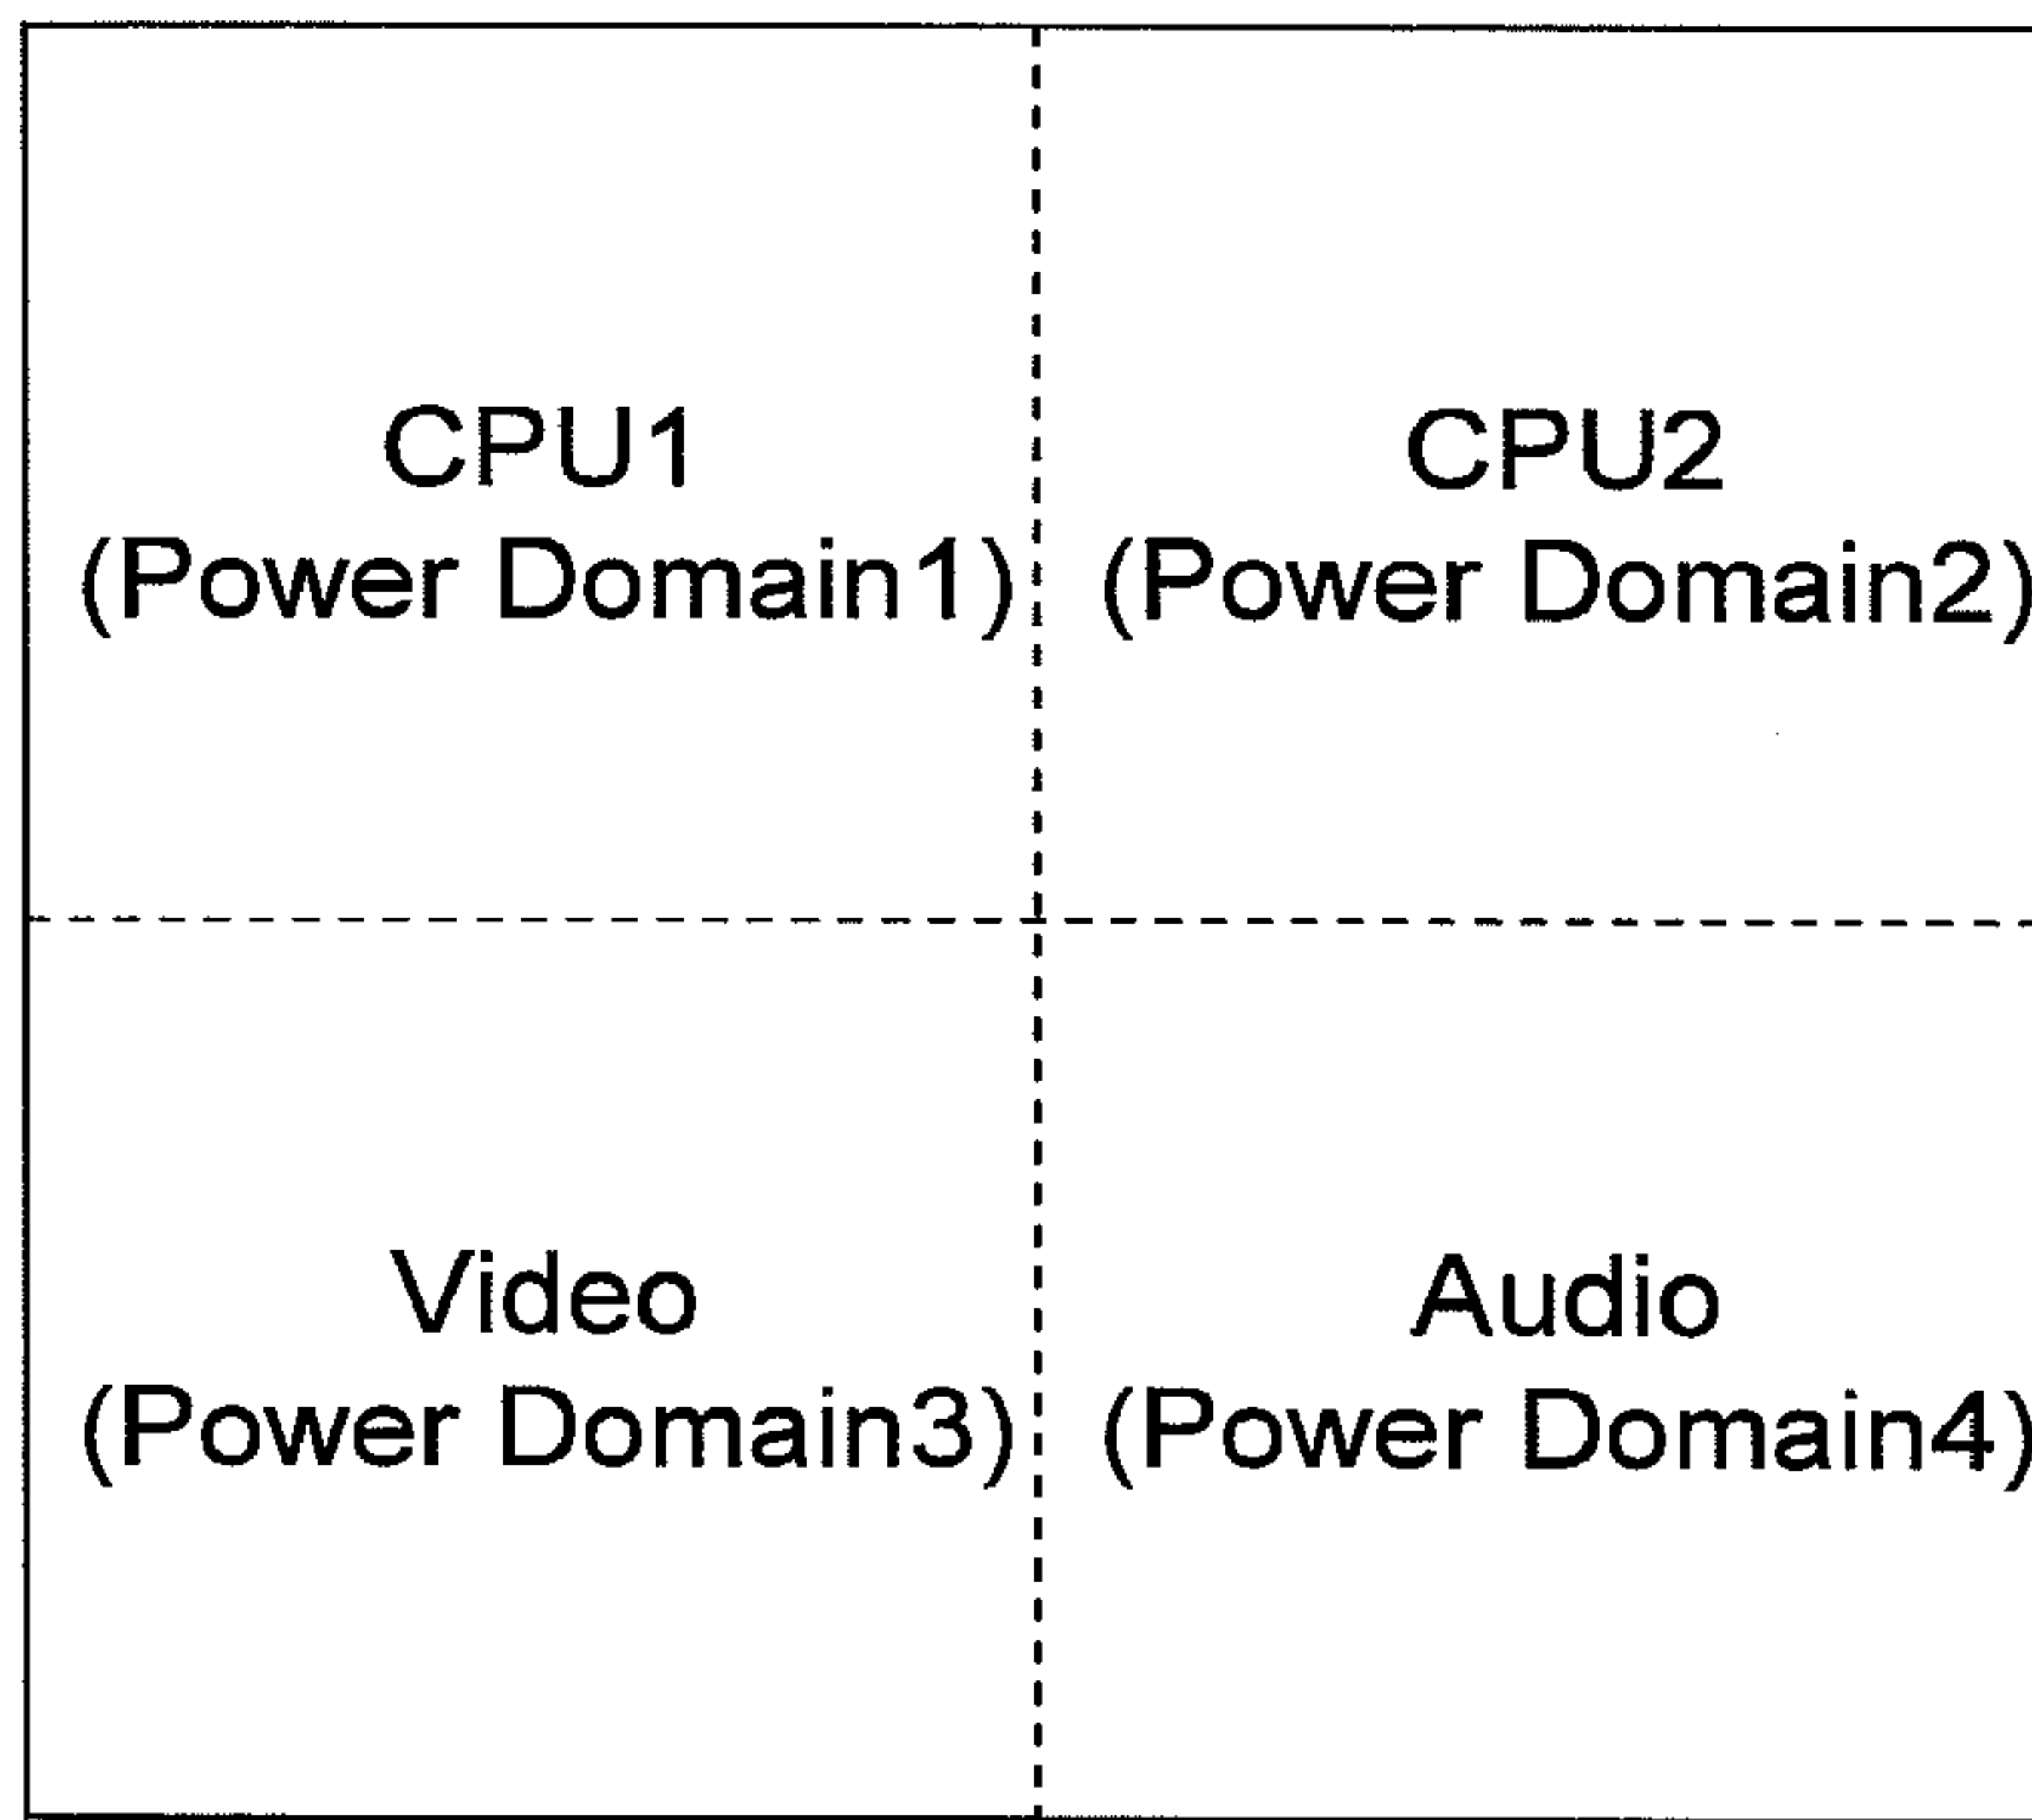 CPU1
(Power Domain1)
CPU2
(Power Domain2)
Video
(Power Domain3)
Audio
(Power Domain4)